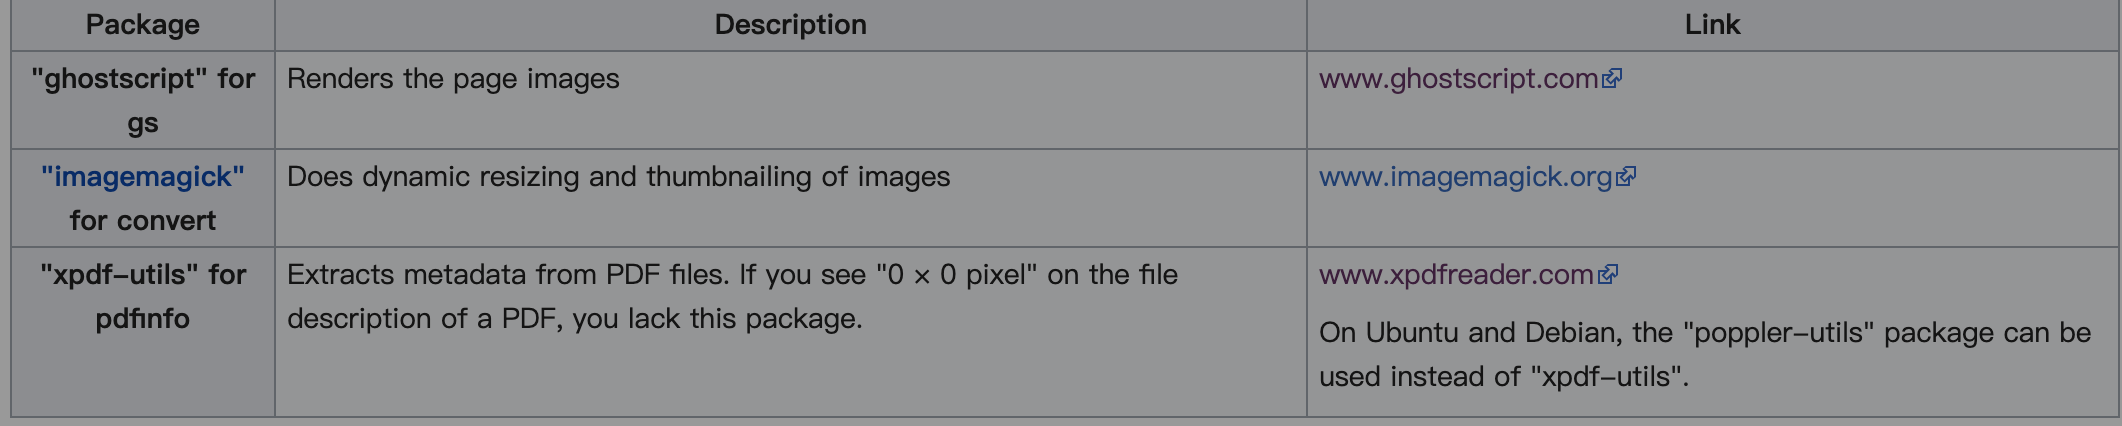 Package Description Link
"ghostscript" for Renders the page images www.ghostscript.com
gs
"imagemagick" Does dynamic resizing and thumbnailing of images www.imagemagick.org
for convert
"xpdf-utils" for Extracts metadata from PDF files. If you see "0 × 0 pixel" on the file www.xpdfreader.com
pdfinfo description of a PDF, you lack this package.
On Ubuntu and Debian, the "poppler-utils" package can be
used instead of "xpdf-utils".